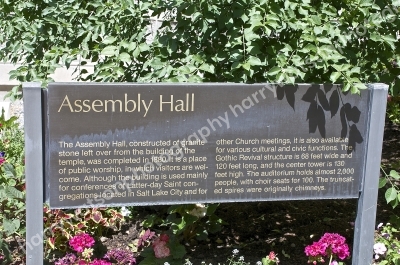 Assembly Hall
The Assembly Hall, constructed of granite
stone left over from the building of the
temple, was completed in 1880. It is a place
of public worship, in which visitors are wel-
come. Although the building is used mainly
for conferences of Latter-day Saint con-
gregations located in Salt Lake City and for
other Church meetings, it is also available
for various cultural and civic functions. The
Gothic Revival structure is 68 feet wide and
120 feet long, and the center tower is 130
feet high. The auditorium holds almost 2,000
people, with choir seats for 100. The truncat-
ed spires were originally chimneys.